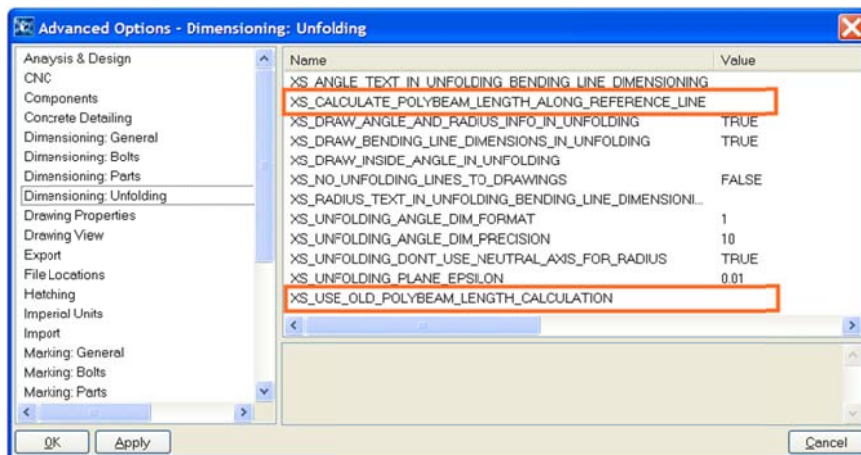 Advanced Options - Dimensioning: Unfolding
Analysis & Design
CNC
Components
Concrete Detailing
Dimensioning: General
Dimensioning: Bolts
Dimensioning: Parts
Dimensioning: Unfolding
Drawing Properties
Drawing View
Export
File Locations
Hatching
Imperial Units
Import
Marking: General
Marking: Bolts
Marking: Parts
Name Value
XS_ANGLE_TEXT_IN_UNFOLDING_BENDING_LINE_DIMENSIONING
XS_CALCULATE_POLYBEAM_LENGTH_ALONG_REFERENCE_LINE
XS_DRAW_ANGLE_AND_RADIUS_INFO_IN_UNFOLDING TRUE
XS_DRAW_BENDING_LINE_DIMENSIONS_IN_UNFOLDING TRUE
XS_DRAW_INSIDE_ANGLE_IN_UNFOLDING
XS_NO_UNFOLDING_LINES_TO_DRAWINGS FALSE
XS_RADIUS_TEXT_IN_UNFOLDING_BENDING_LINE_DIMENSIONI...
XS_UNFOLDING_ANGLE_DIM_FORMAT 1
XS_UNFOLDING_ANGLE_DIM_PRECISION 10
XS_UNFOLDING_DONT_USE_NEUTRAL_AXIS_FOR_RADIUS TRUE
XS_UNFOLDING_PLANE_EPSILON 0.01
XS_USE_OLD_POLYBEAM_LENGTH_CALCULATION
OK Apply Cancel